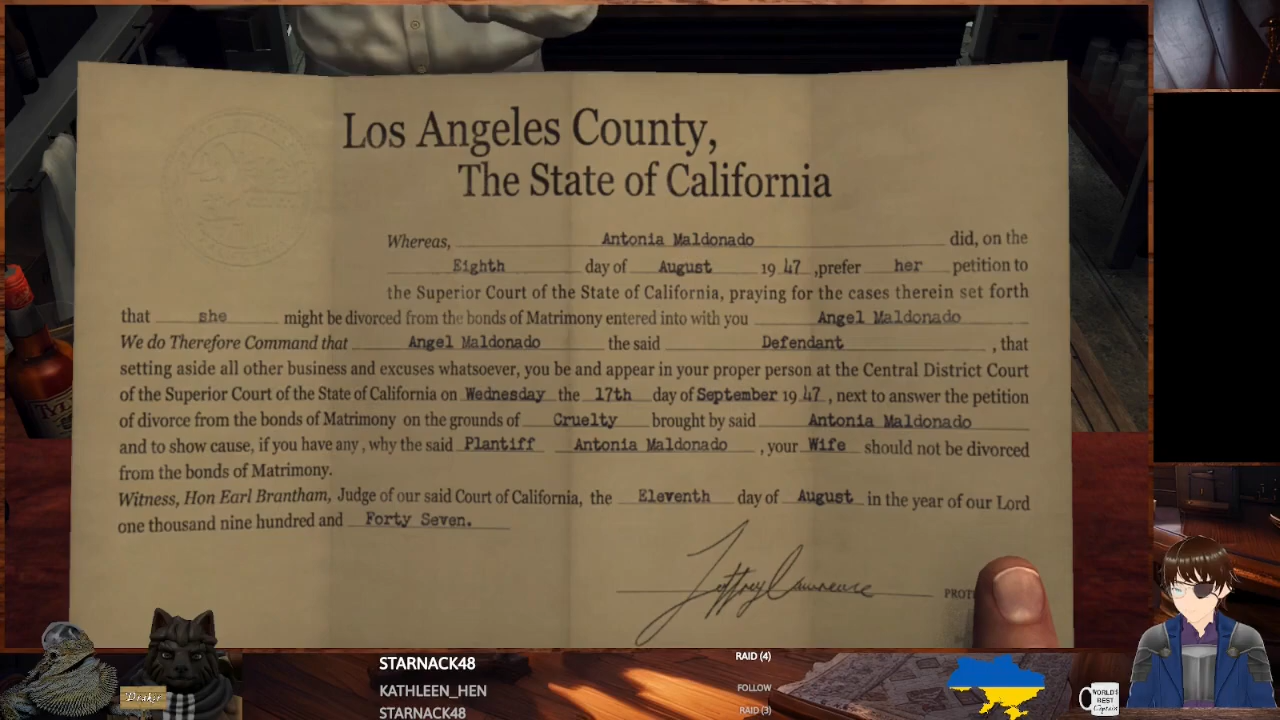 Los Angeles County,
The State of California
Whereas, Antonia Maldonado did, on the
Eighth day of August 19 47 ,prefer her petition to
the Superior Court of the State of California, praying for the cases therein set forth
that she might be divorced from the bonds of Matrimony entered into with you Angel Maldonado
We do Therefore Command that Angel Maldonado the said Defendant , that
setting aside all other business and excuses whatsoever, you be and appear in your proper person at the Central District Court
of the Superior Court of the State of California on Wednesday the 17th day of September 19 47 , next to answer the petition
of divorce from the bonds of Matrimony on the grounds of Cruelty brought by said Antonia Maldonado
and to show cause, if you have any , why the said Plantiff Antonia Maldonado , your Wife should not be divorced
from the bonds of Matrimony.
Witness, Hon Earl Brantham, Judge of our said Court of California, the Eleventh day of August in the year of our Lord
one thousand nine hundred and Forty Seven.
Jeffrey Lawrence
Drake
STARNACK48 RAID (4)
KATHLEEN_HEN FOLLOW
STARNACK48 RAID (3)
WORLD'S
BEST
Captain